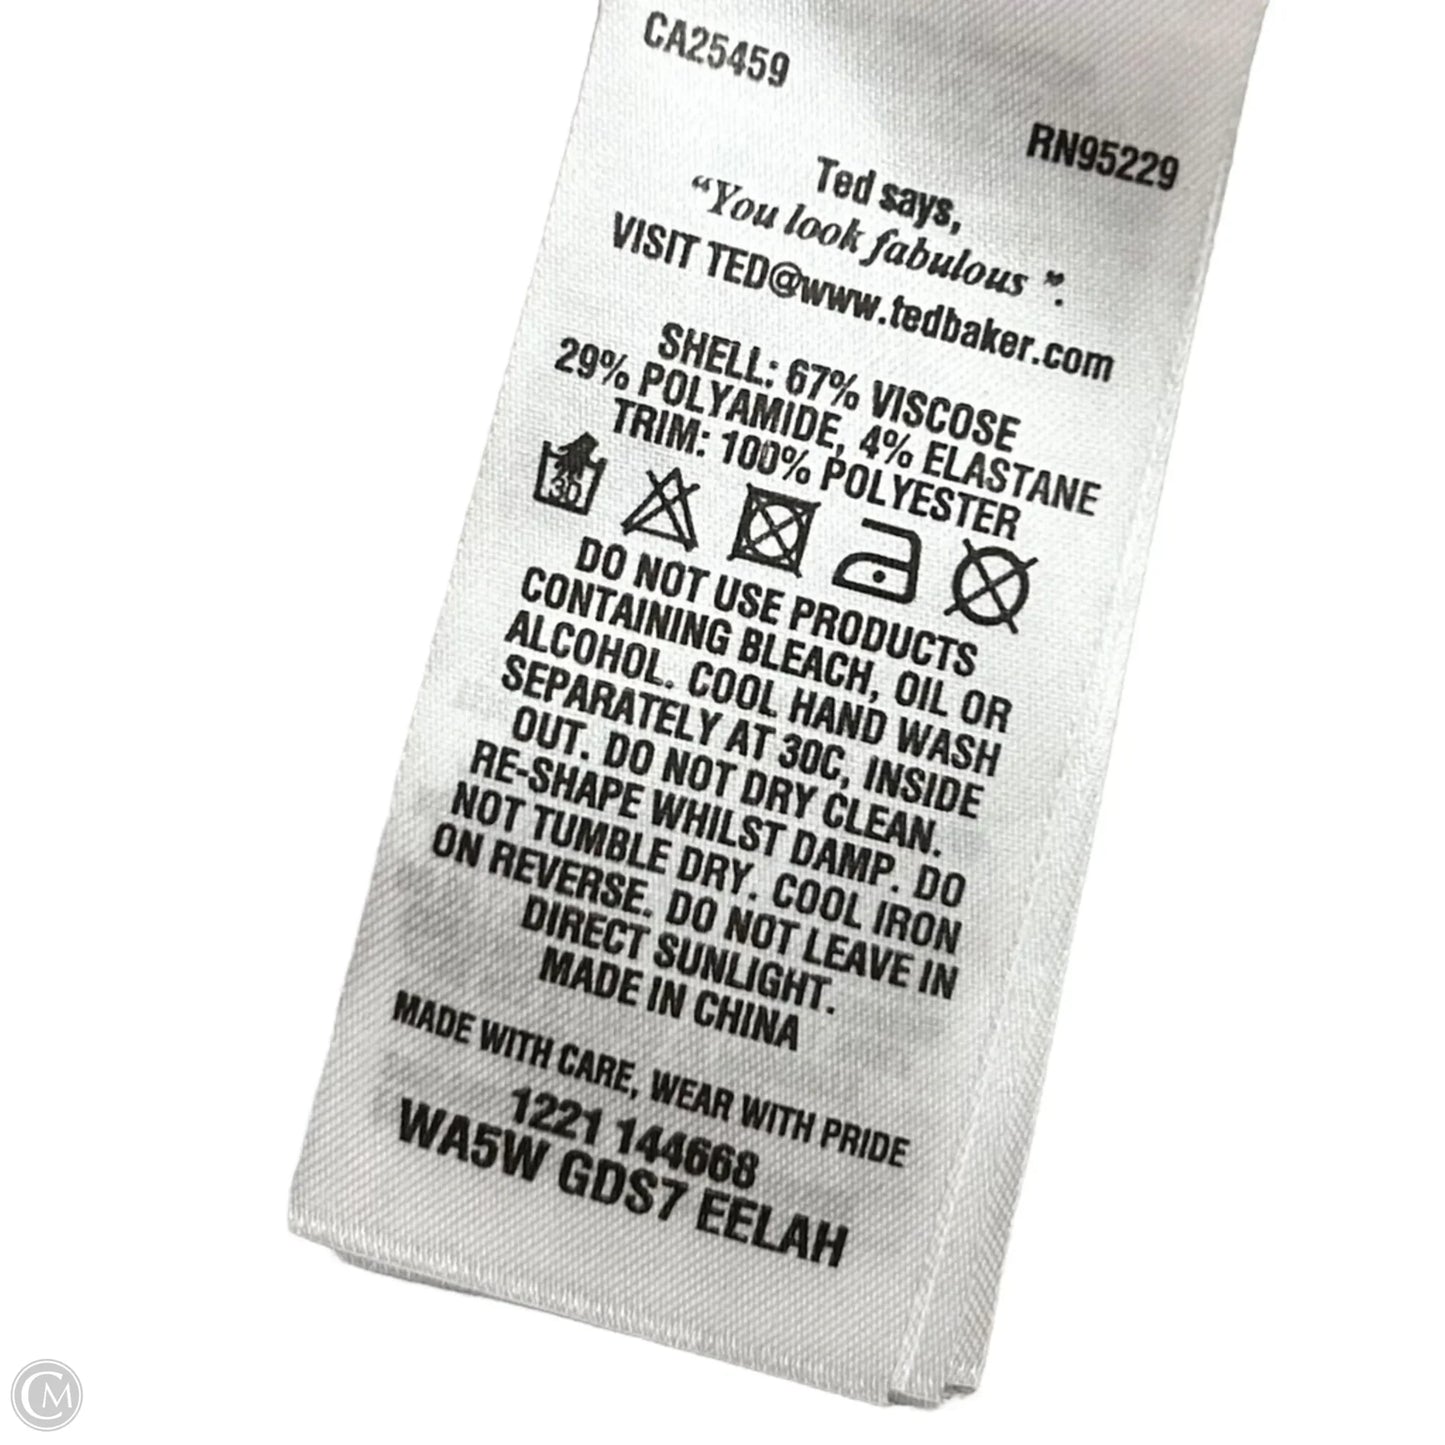 CA25459
RN95229
Ted says,
“You look fabulous”.
VISIT TED@www.tedbaker.com
SHELL: 67% VISCOSE
29% POLYAMIDE, 4% ELASTANE
TRIM: 100% POLYESTER
30
DO NOT USE PRODUCTS
CONTAINING BLEACH, OIL OR
ALCOHOL. COOL HAND WASH
SEPARATELY AT 30C, INSIDE
OUT. DO NOT DRY CLEAN.
RE-SHAPE WHILST DAMP. DO
NOT TUMBLE DRY. COOL IRON
ON REVERSE. DO NOT LEAVE IN
DIRECT SUNLIGHT.
MADE IN CHINA
MADE WITH CARE, WEAR WITH PRIDE
1221 144668
WA5W GDS7 EELAH
CM